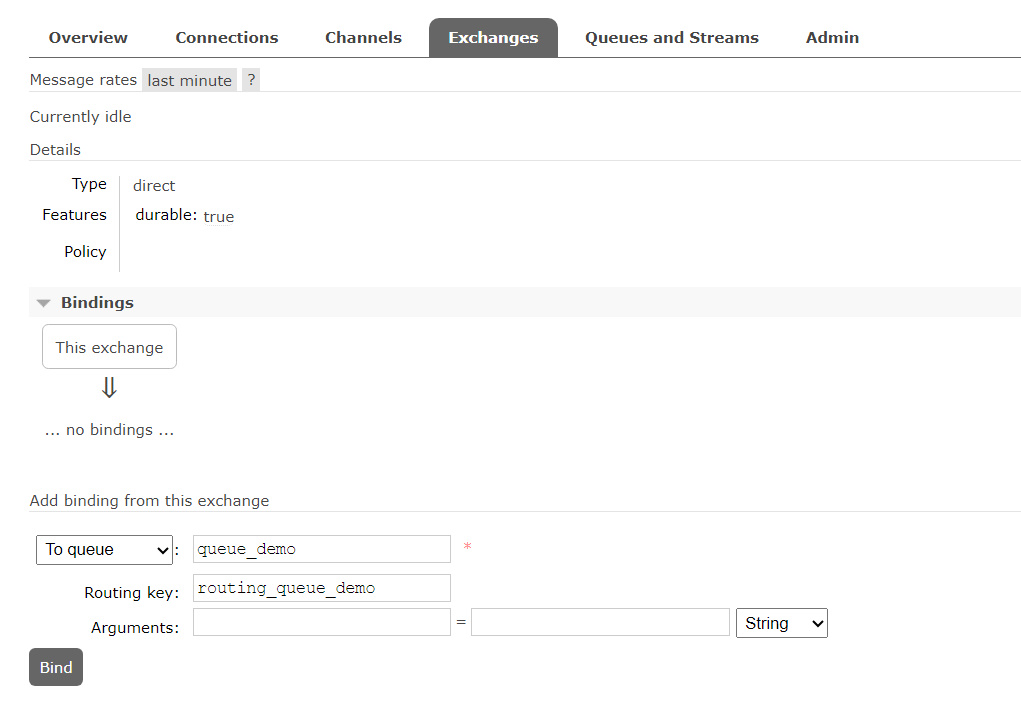 Overview Connections Channels Exchanges Queues and Streams Admin
Message rates last minute ?
Currently idle
Details
Type direct
Features durable: true
Policy
Bindings
This exchange
⇓
... no bindings ...
Add binding from this exchange
To queue : queue_demo *
Routing key: routing_queue_demo
Arguments: = String
Bind